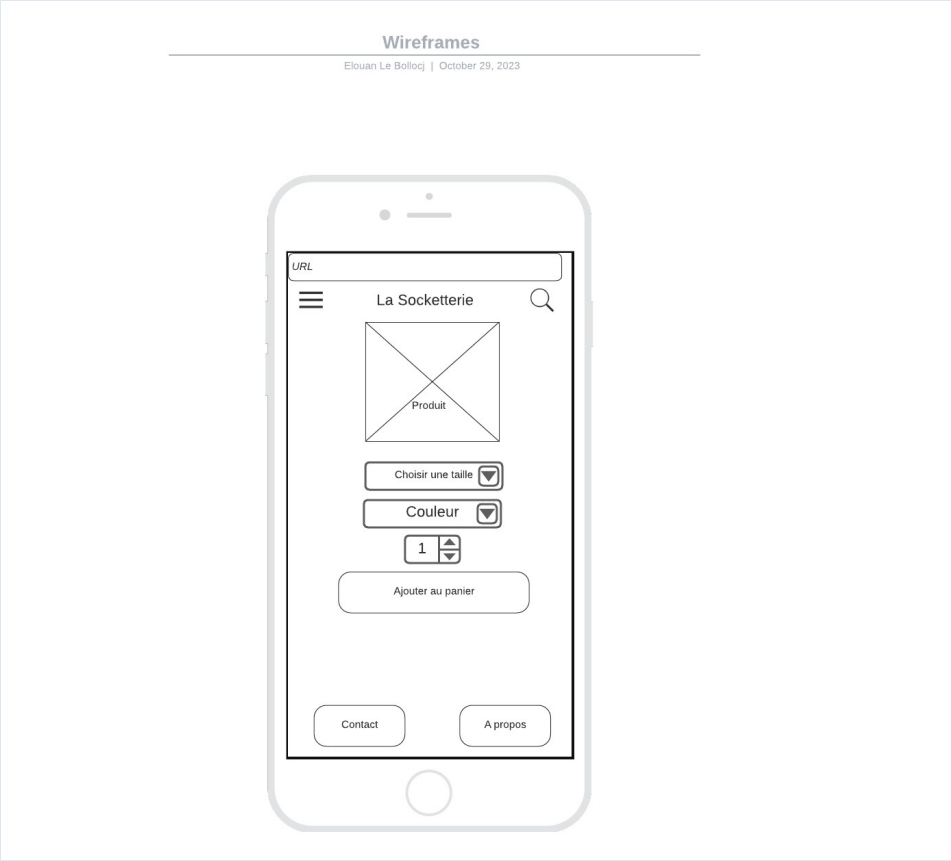 Wireframes
Elouan Le Bollocj | October 29, 2023
URL
La Socketterie
Produit
Choisir une taille
Couleur
1
Ajouter au panier
Contact
A propos